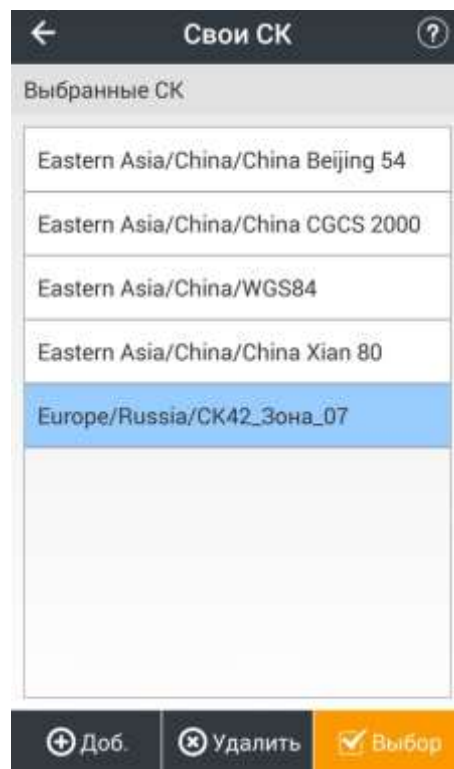 Свои СК
?
Выбранные СК
Eastern Asia/China/China Beijing 54
Eastern Asia/China/China CGCS 2000
Eastern Asia/China/WGS84
Eastern Asia/China/China Xian 80
Europe/Russia/СК42_Зона_07
Доб.
Удалить
Выбор